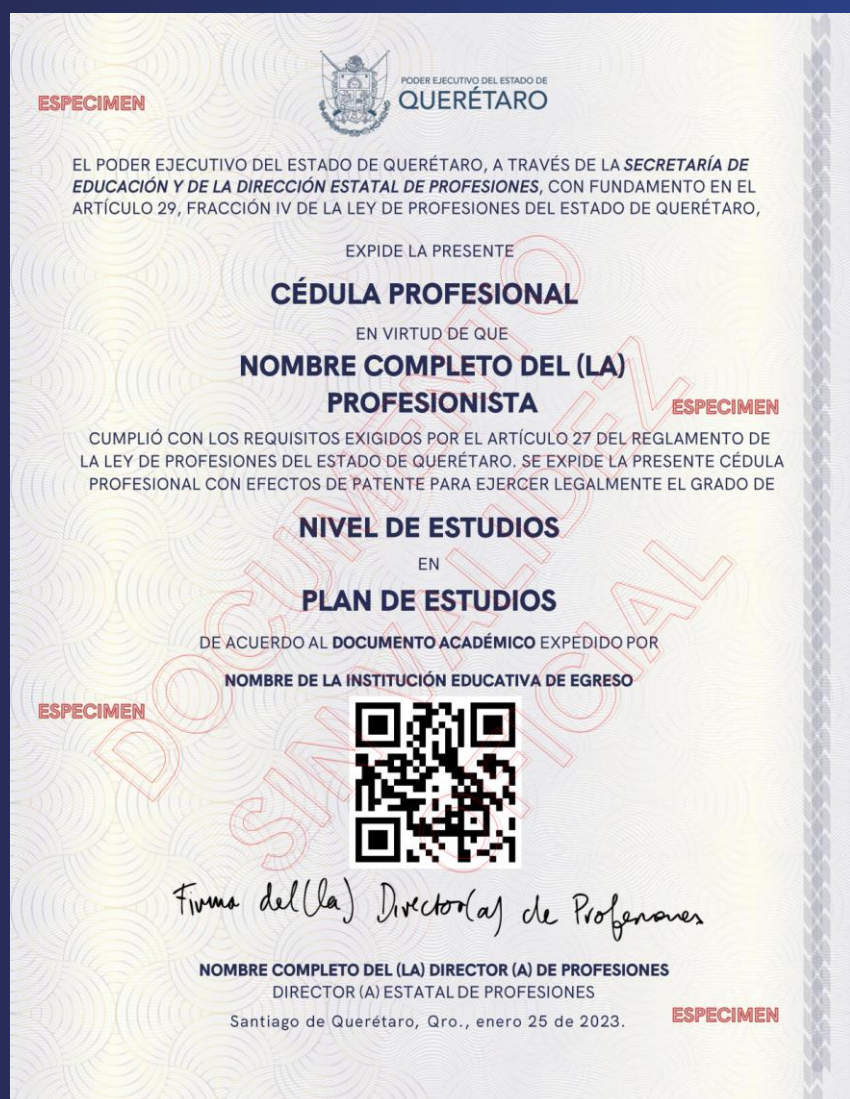 PODER EJECUTIVO DEL ESTADO DE
QUERÉTARO
ESPECIMEN
EL PODER EJECUTIVO DEL ESTADO DE QUERÉTARO, A TRAVÉS DE LA SECRETARÍA DE
EDUCACIÓN Y DE LA DIRECCIÓN ESTATAL DE PROFESIONES, CON FUNDAMENTO EN EL
ARTÍCULO 29, FRACCIÓN IV DE LA LEY DE PROFESIONES DEL ESTADO DE QUERÉTARO,
EXPIDE LA PRESENTE
CÉDULA PROFESIONAL
EN VIRTUD DE QUE
NOMBRE COMPLETO DEL (LA)
PROFESIONISTA
ESPECIMEN
CUMPLIÓ CON LOS REQUISITOS EXIGIDOS POR EL ARTÍCULO 27 DEL REGLAMENTO DE
LA LEY DE PROFESIONES DEL ESTADO DE QUERÉTARO. SE EXPIDE LA PRESENTE CÉDULA
PROFESIONAL CON EFECTOS DE PATENTE PARA EJERCER LEGALMENTE EL GRADO DE
NIVEL DE ESTUDIOS
EN
PLAN DE ESTUDIOS
DE ACUERDO AL DOCUMENTO ACADÉMICO EXPEDIDO POR
NOMBRE DE LA INSTITUCIÓN EDUCATIVA DE EGRESO
ESPECIMEN
DOCUMENTO
SIN VALIDEZ
OFICIAL
Firma del (la) Director(a) de Profesiones
NOMBRE COMPLETO DEL (LA) DIRECTOR (A) DE PROFESIONES
DIRECTOR (A) ESTATAL DE PROFESIONES
Santiago de Querétaro, Qro., enero 25 de 2023.
ESPECIMEN